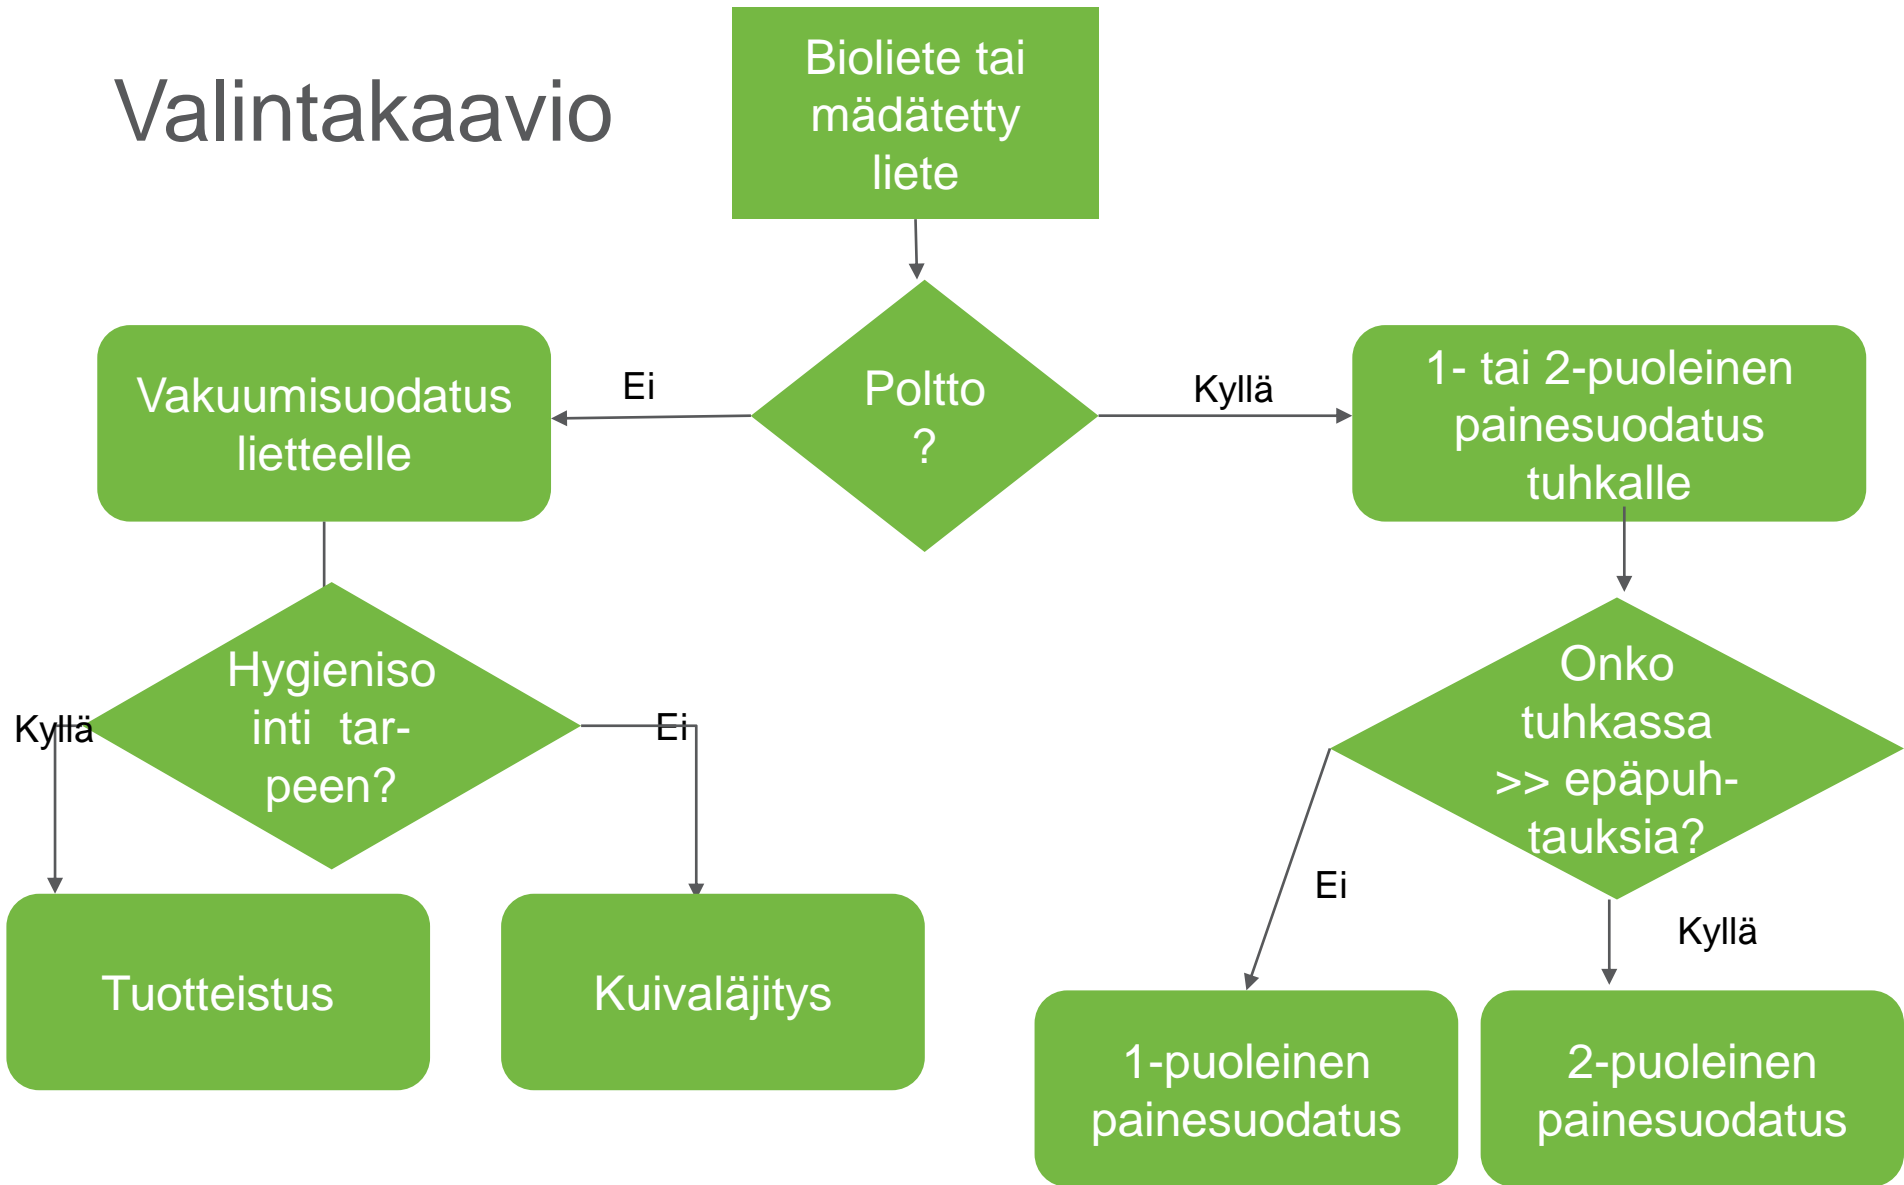 Valintakaavio
Bioliete tai
mädätetty
liete
Poltto
?
Ei
Kyllä
Vakuumisuodatus
lietteelle
1- tai 2-puoleinen
painesuodatus
tuhkalle
Hygieniso
inti tar-
peen?
Kyllä
Ei
Onko
tuhkassa
>> epäpuh-
tauksia?
Ei
Kyllä
Tuotteistus
Kuivaläjitys
1-puoleinen
painesuodatus
2-puoleinen
painesuodatus